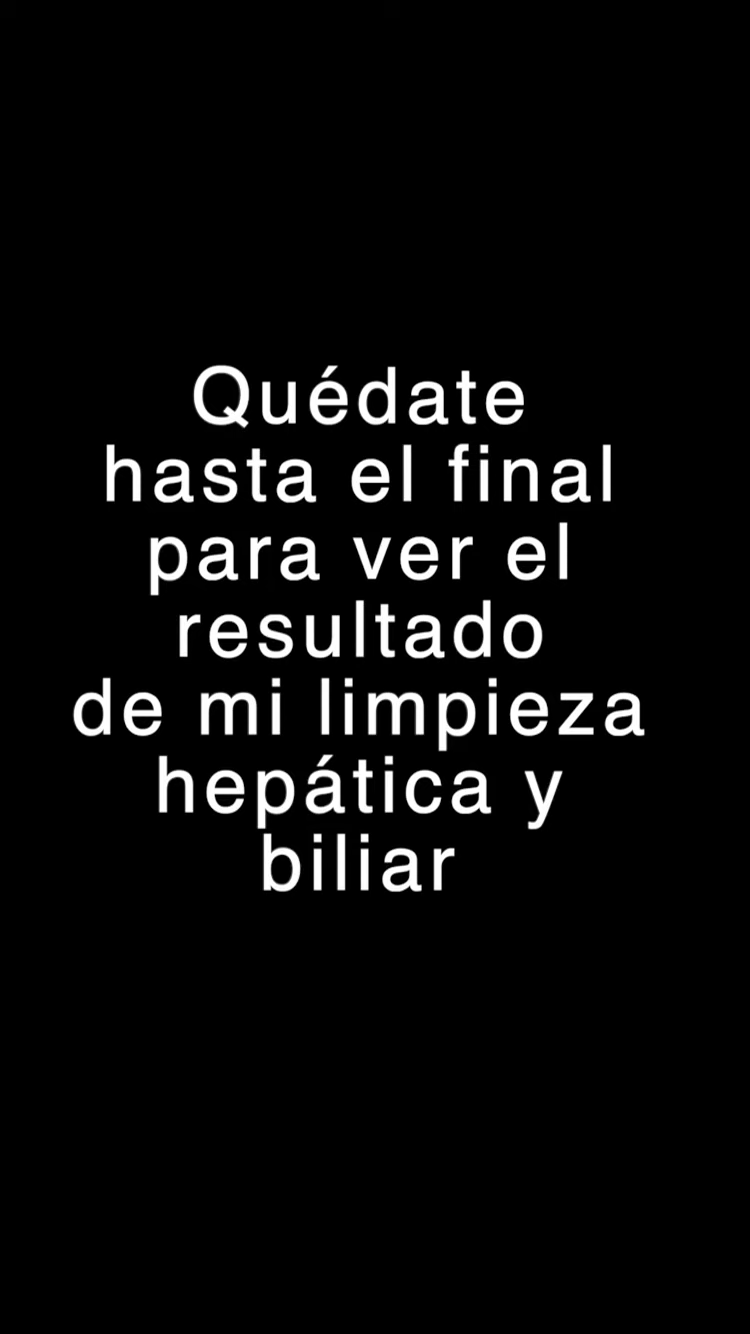 Quédate
hasta el final
para ver el
resultado
de mi limpieza
hepática y
biliar